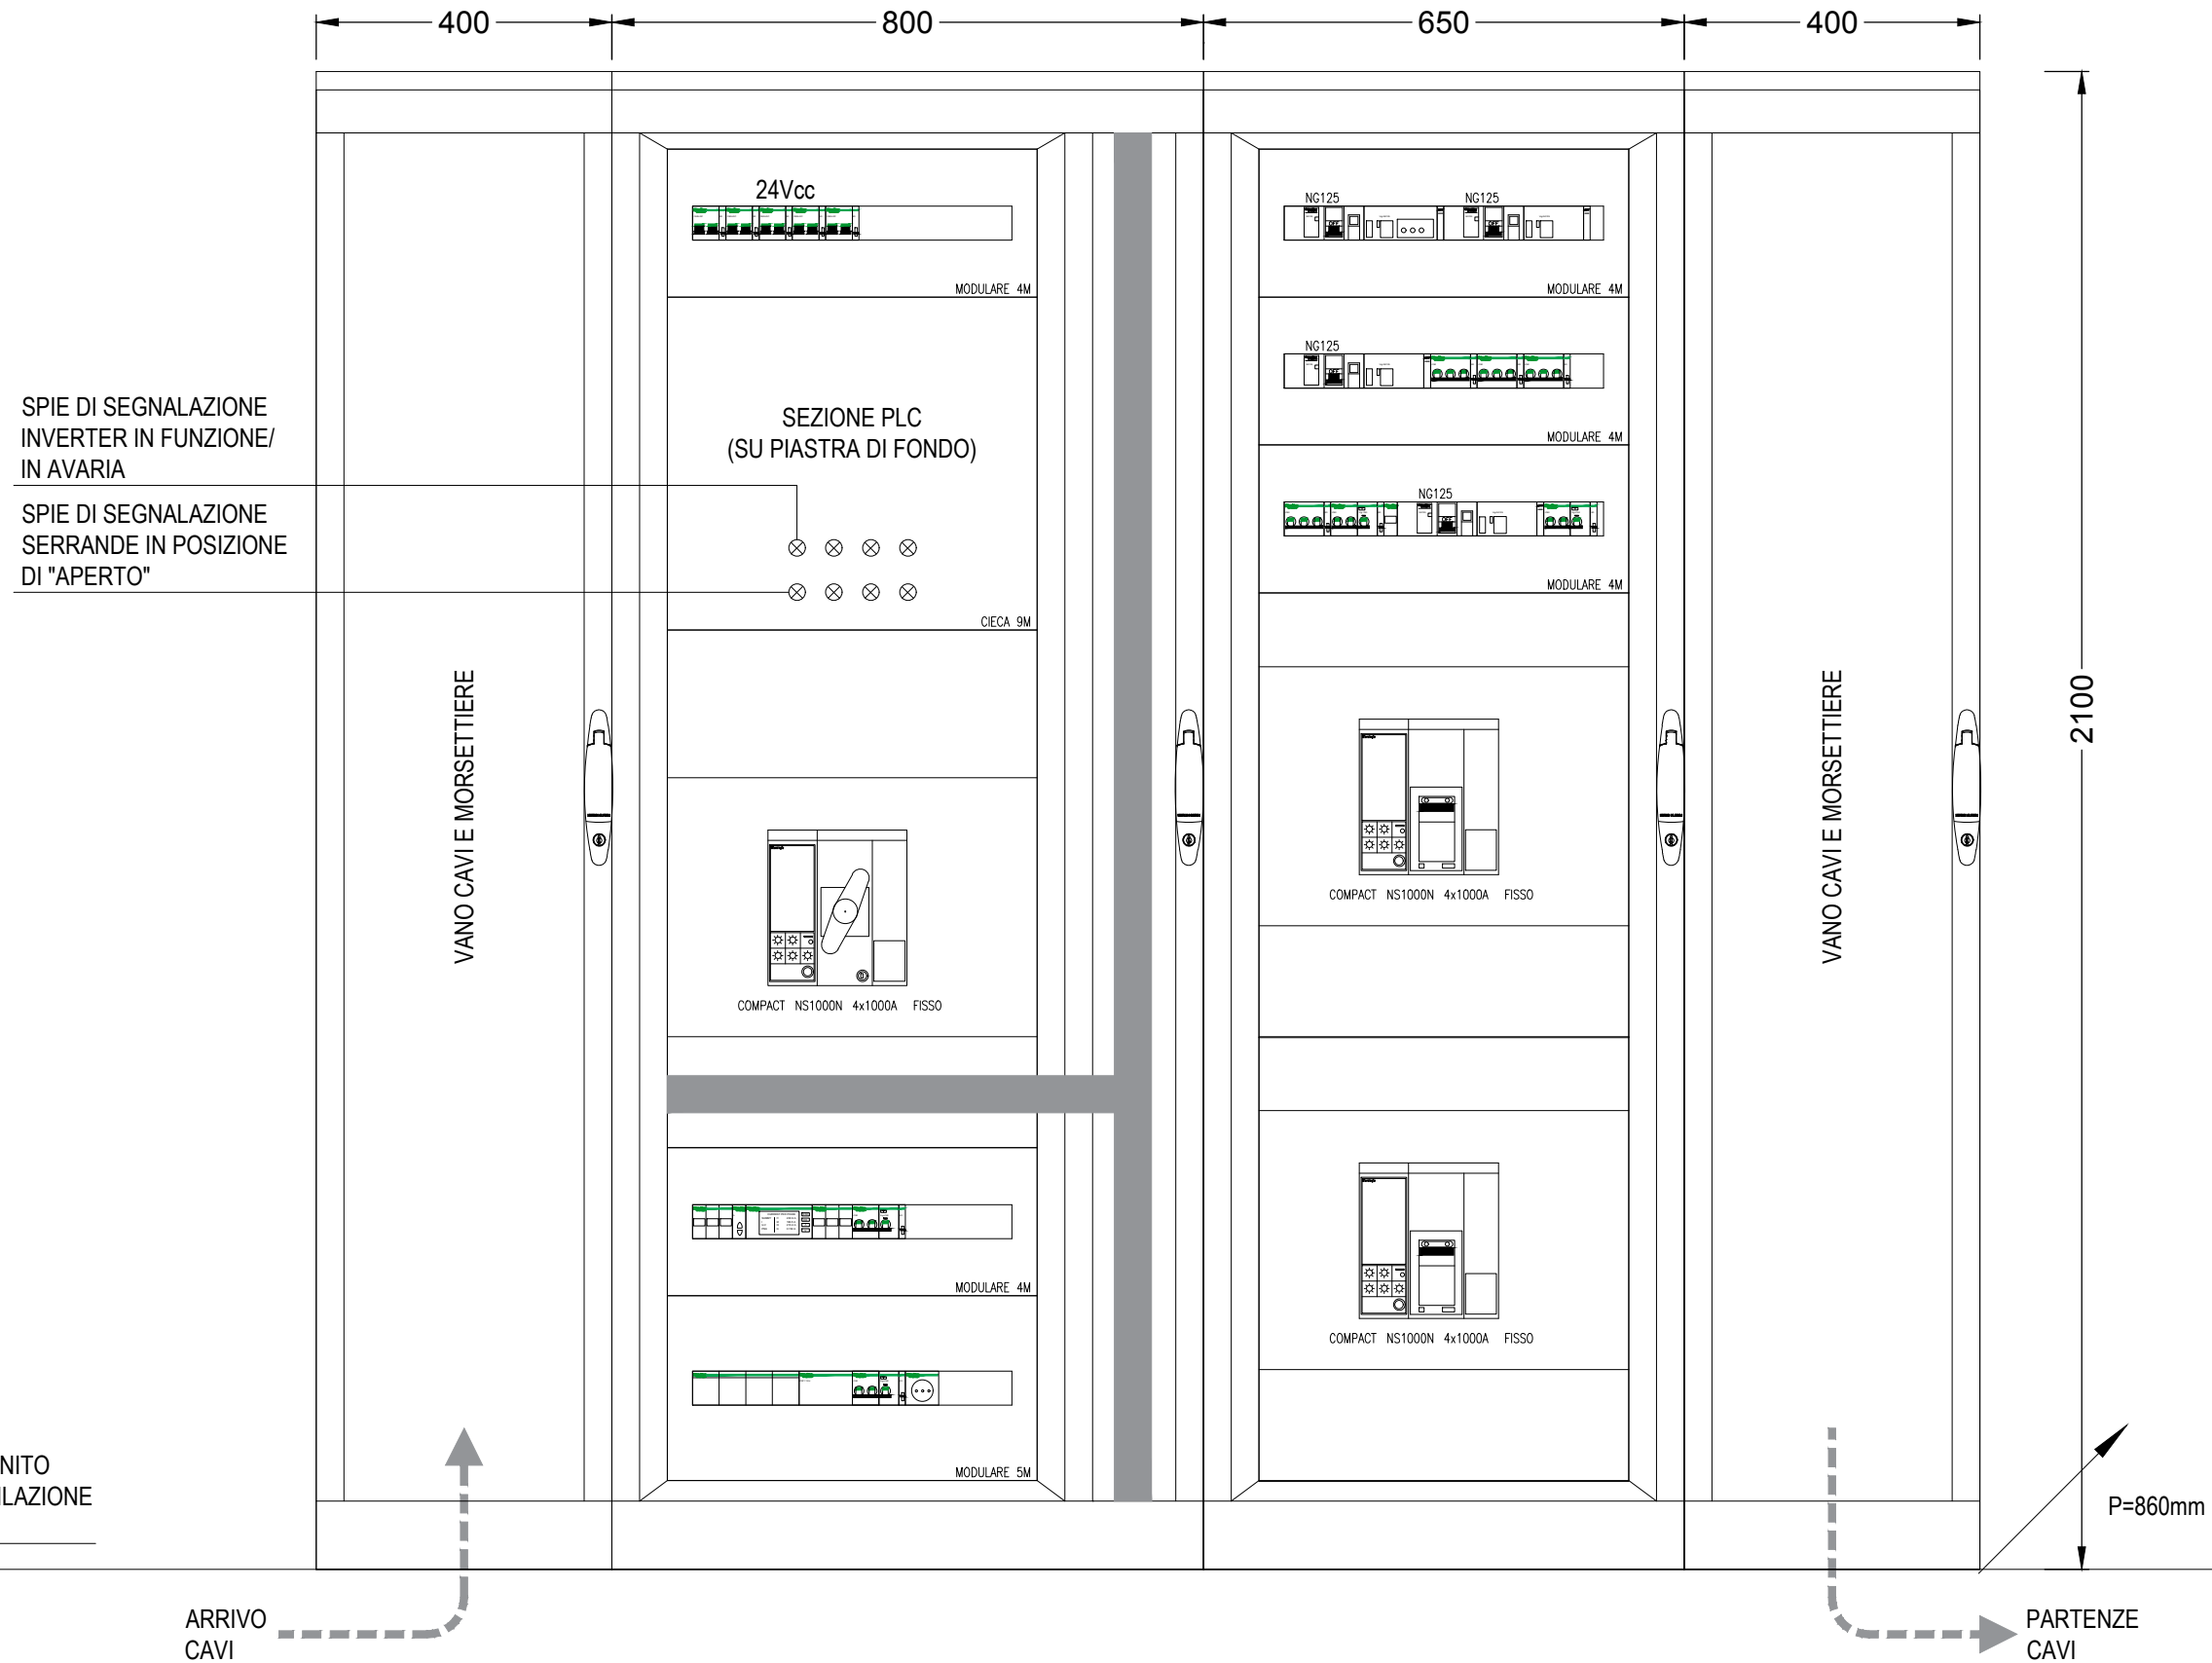 400
800
650
400
24Vcc
MODULARE 4M
NG125
NG125
MODULARE 4M
NG125
MODULARE 4M
NG125
MODULARE 4M
SPIE DI SEGNALAZIONE
INVERTER IN FUNZIONE/
IN AVARIA
SPIE DI SEGNALAZIONE
SERRANDE IN POSIZIONE
DI "APERTO"
SEZIONE PLC
(SU PIASTRA DI FONDO)
CIECA 9M
VANO CAVI E MORSETTIERE
COMPACT NS1000N 4x1000A FISSO
COMPACT NS1000N 4x1000A FISSO
VANO CAVI E MORSETTIERE
2100
MODULARE 4M
COMPACT NS1000N 4x1000A FISSO
MODULARE 5M
NITO
ILAZIONE
P=860mm
ARRIVO
CAVI
PARTENZE
CAVI